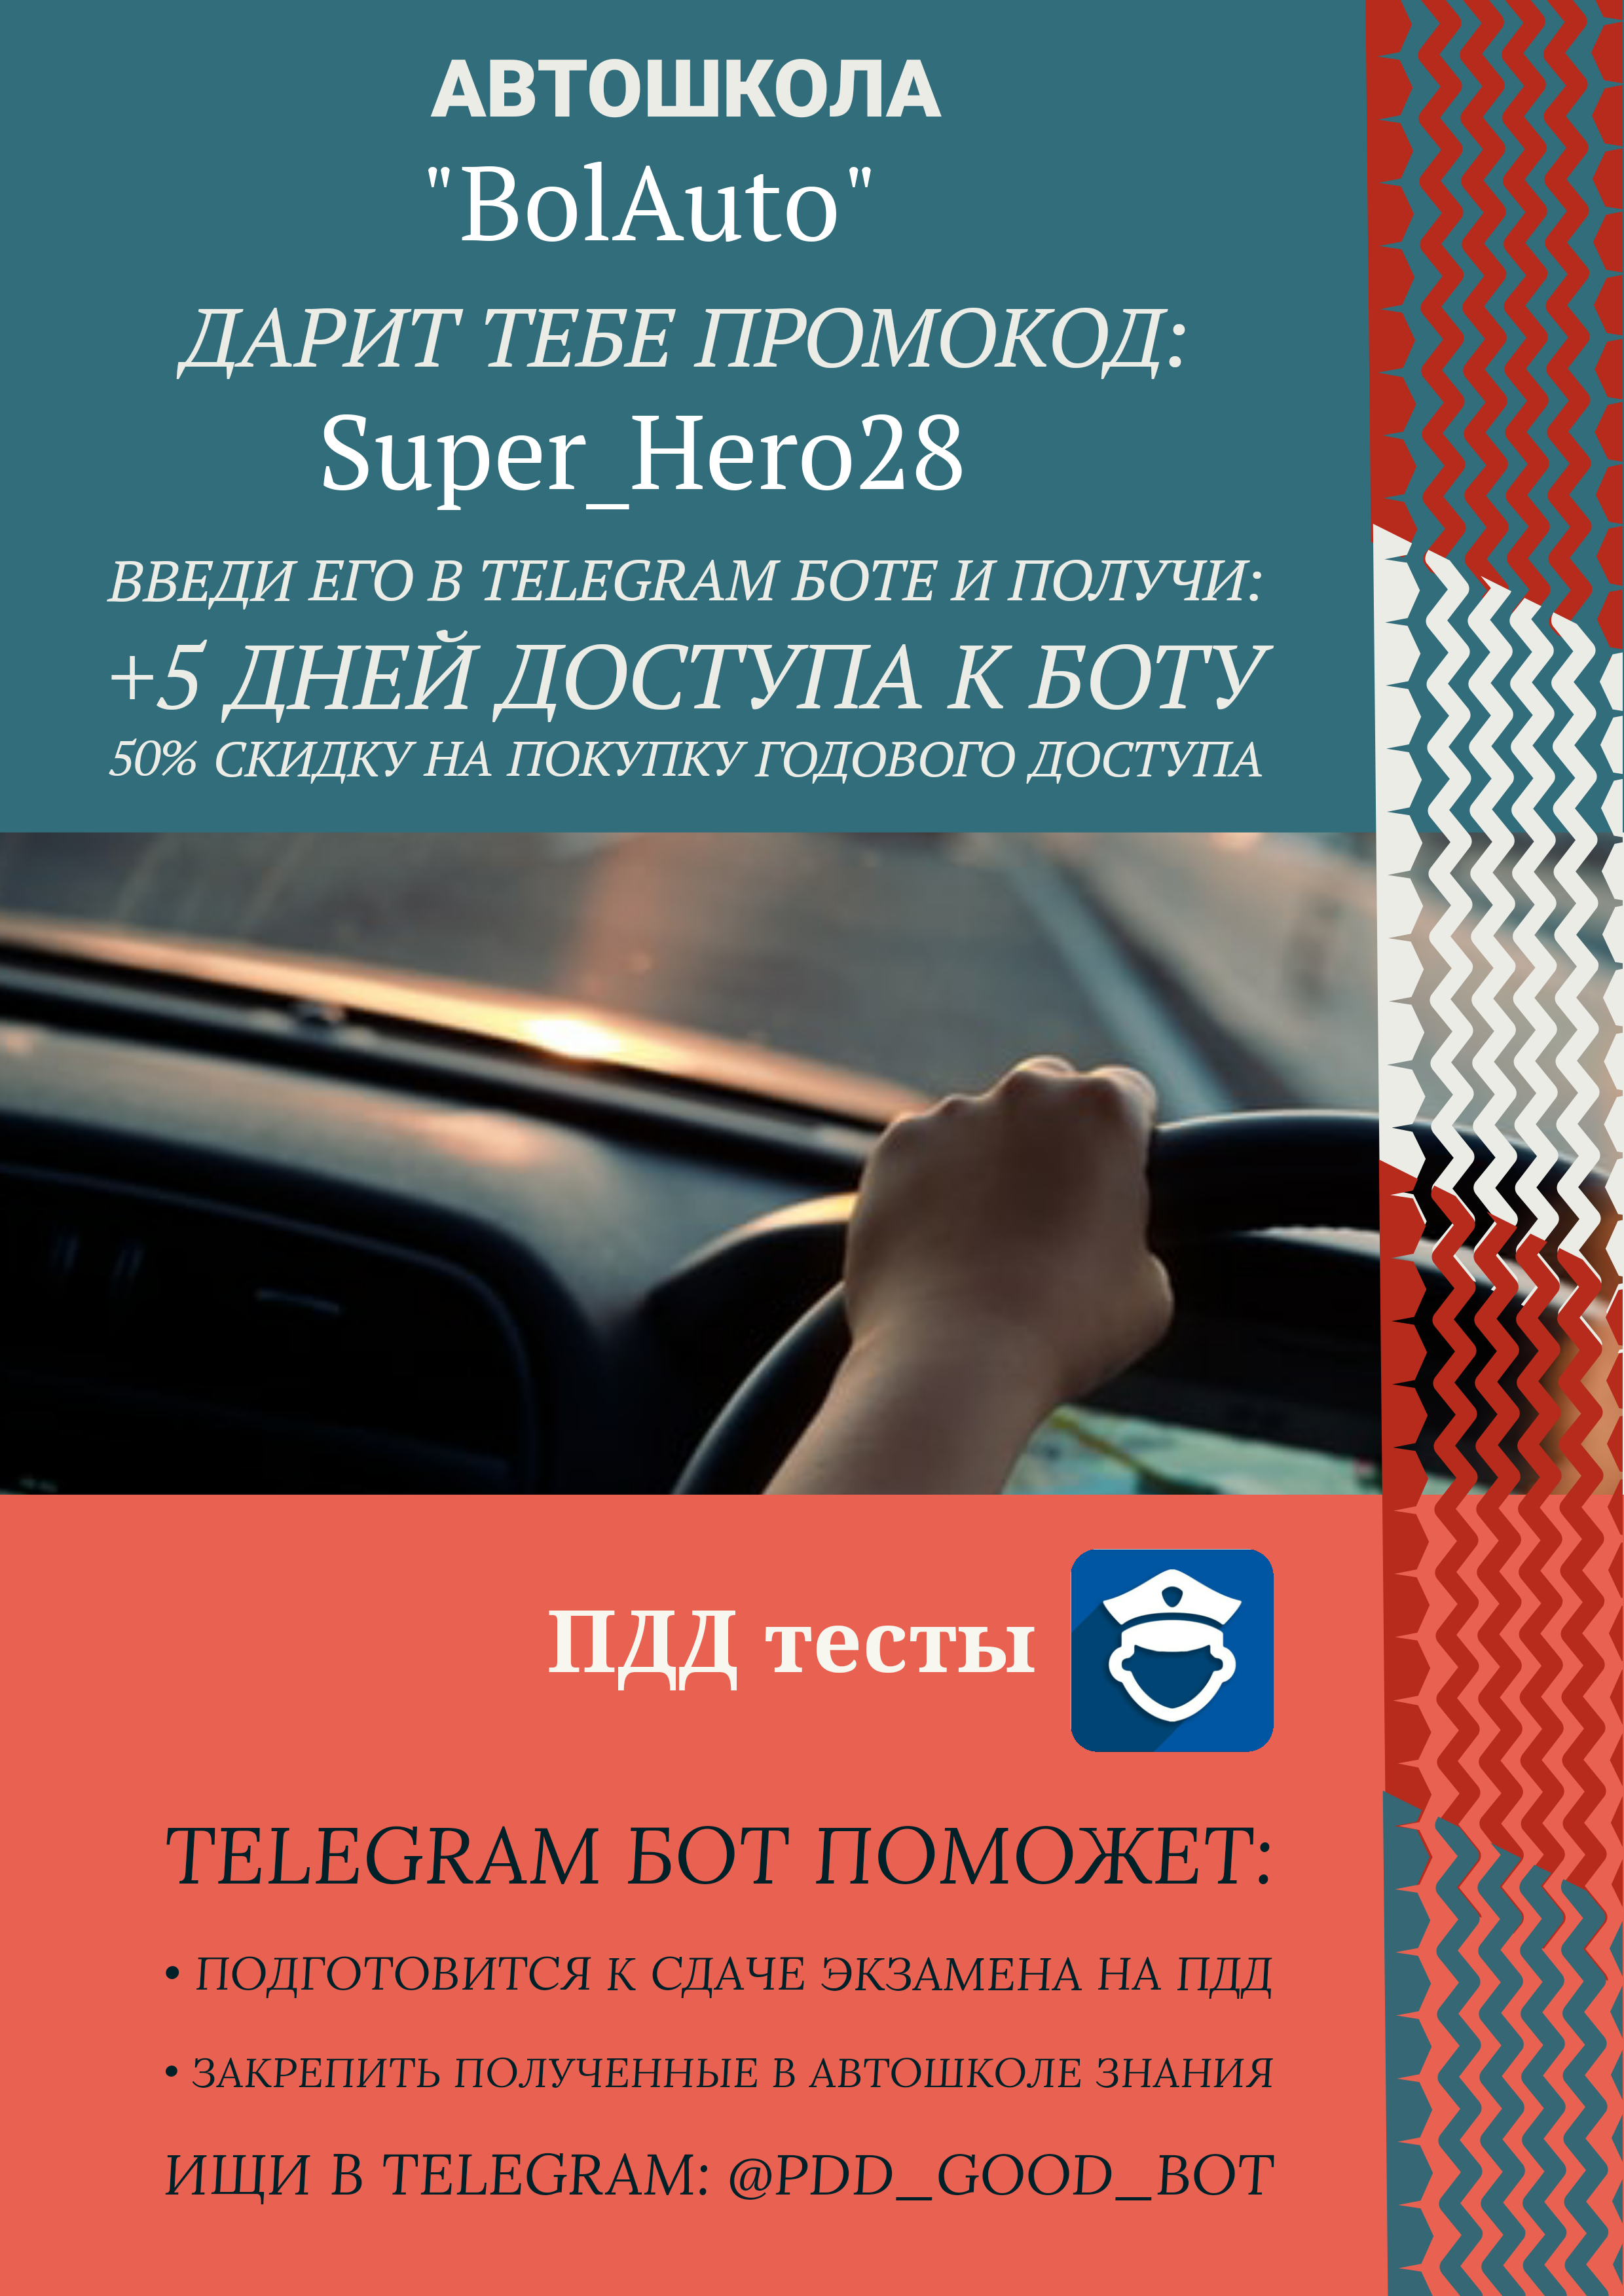 АВТОШКОЛА
"BolAuto"
ДАРИТ ТЕБЕ ПРОМОКОД:
Super_Hero28
ВВЕДИ ЕГО В TELEGRAM БОТЕ И ПОЛУЧИ:
+5 ДНЕЙ ДОСТУПА К БОТУ
50% СКИДКУ НА ПОКУПКУ ГОДОВОГО ДОСТУПА
ПДД тесты
TELEGRAM БОТ ПОМОЖЕТ:
• ПОДГОТОВИТСЯ К СДАЧЕ ЭКЗАМЕНА НА ПДД
• ЗАКРЕПИТЬ ПОЛУЧЕННЫЕ В АВТОШКОЛЕ ЗНАНИЯ
ИЩИ В TELEGRAM: @PDD_GOOD_BOT